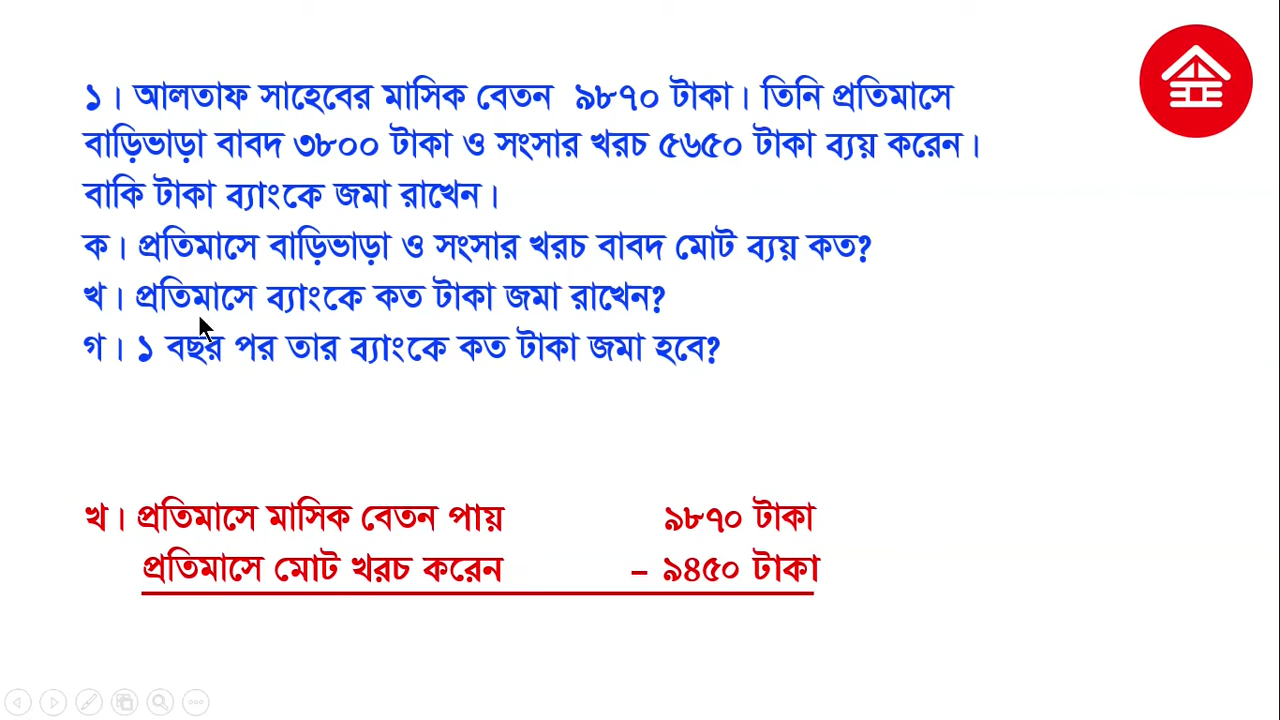 ১। আলতাফ সাহেবের মাসিক বেতন ৯৮৭০ টাকা। তিনি প্রতিমাসে
বাড়িভাড়া বাবদ ৩৮০০ টাকা ও সংসার খরচ ৫৬৫০ টাকা ব্যয় করেন।
বাকি টাকা ব্যাংকে জমা রাখেন।
ক। প্রতিমাসে বাড়িভাড়া ও সংসার খরচ বাবদ মোট ব্যয় কত?
খ। প্রতিমাসে ব্যাংকে কত টাকা জমা রাখেন?
গ। ১ বছর পর তার ব্যাংকে কত টাকা জমা হবে?
খ। প্রতিমাসে মাসিক বেতন পায় ৯৮৭০ টাকা
প্রতিমাসে মোট খরচ করেন – ৯৪৫০ টাকা